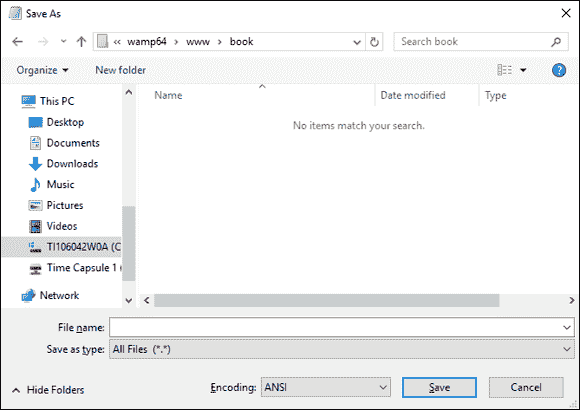 Save As
« wamp64 › www › book
Search book
Organize
New folder
?
Name
Date modified
Type
No items match your search.
This PC
Desktop
Documents
Downloads
Music
Pictures
Videos
TI106042W0A (C
Time Capsule 1 (
Network
File name:
Save as type: All Files (*.*)
Hide Folders
Encoding: ANSI
Save
Cancel